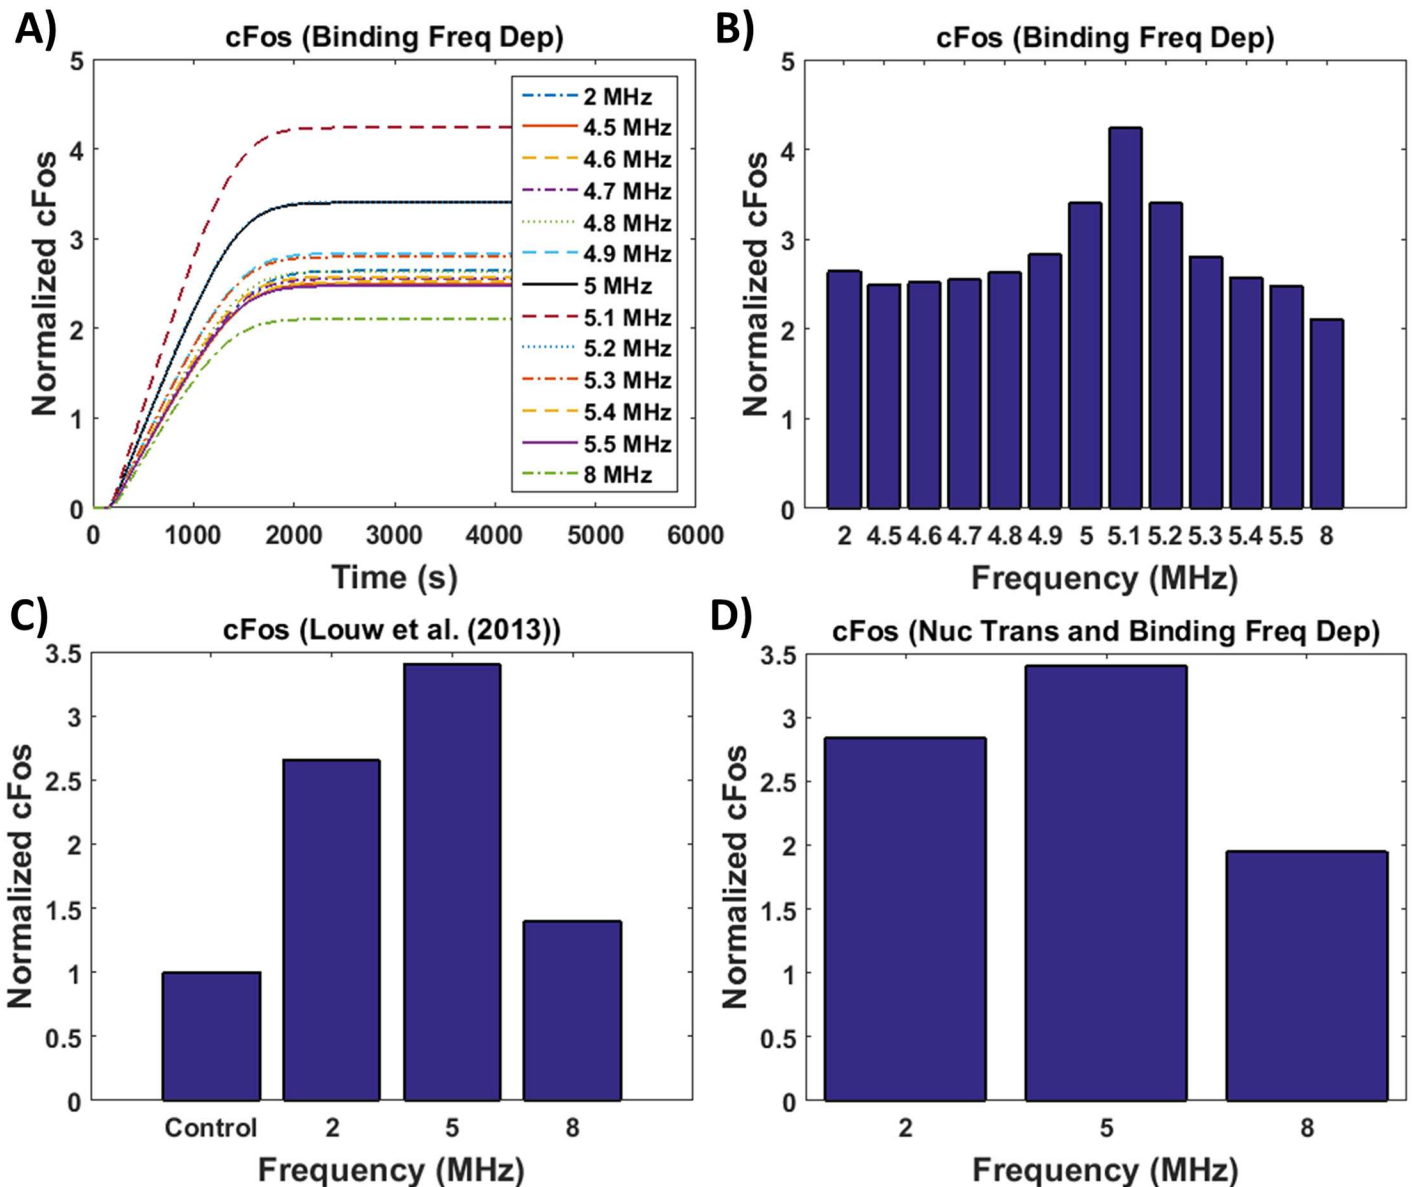 A)
cFos (Binding Freq Dep)
Normalized cFos
5
4
3
2
1
0
0 1000 2000 3000 4000 5000 6000
Time (s)
2 MHz
4.5 MHz
4.6 MHz
4.7 MHz
4.8 MHz
4.9 MHz
5 MHz
5.1 MHz
5.2 MHz
5.3 MHz
5.4 MHz
5.5 MHz
8 MHz
B)
cFos (Binding Freq Dep)
Normalized cFos
5
4
3
2
1
0
2 4.5 4.6 4.7 4.8 4.9 5 5.1 5.2 5.3 5.4 5.5 8
Frequency (MHz)
C)
cFos (Louw et al. (2013))
Normalized cFos
3.5
3
2.5
2
1.5
1
0.5
0
Control 2 5 8
Frequency (MHz)
D)
cFos (Nuc Trans and Binding Freq Dep)
Normalized cFos
3.5
3
2.5
2
1.5
1
0.5
0
2 5 8
Frequency (MHz)